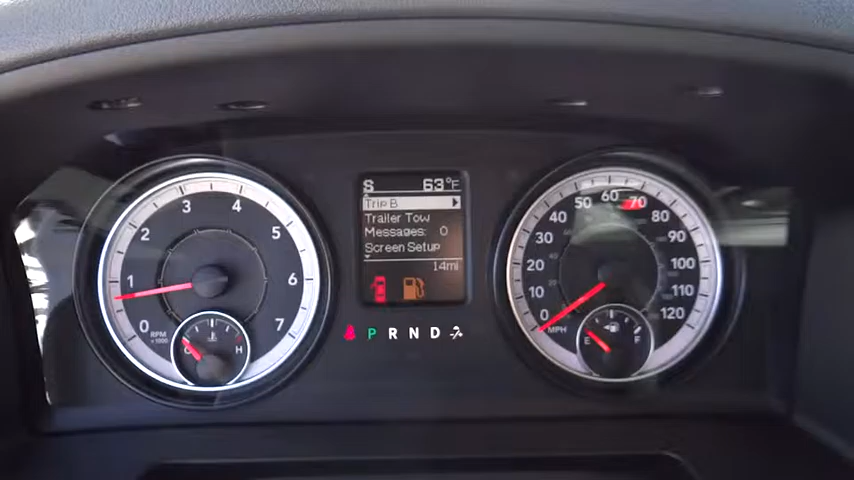 S 63°F
Trip B
Trailer Tow
Messages: 0
Screen Setup
14mi
0 1 2 3 4 5 6 7
RPM
×1000
C H
P R N D
0 10 20 30 40 50 60 70 80 90 100 110 120
MPH
E F